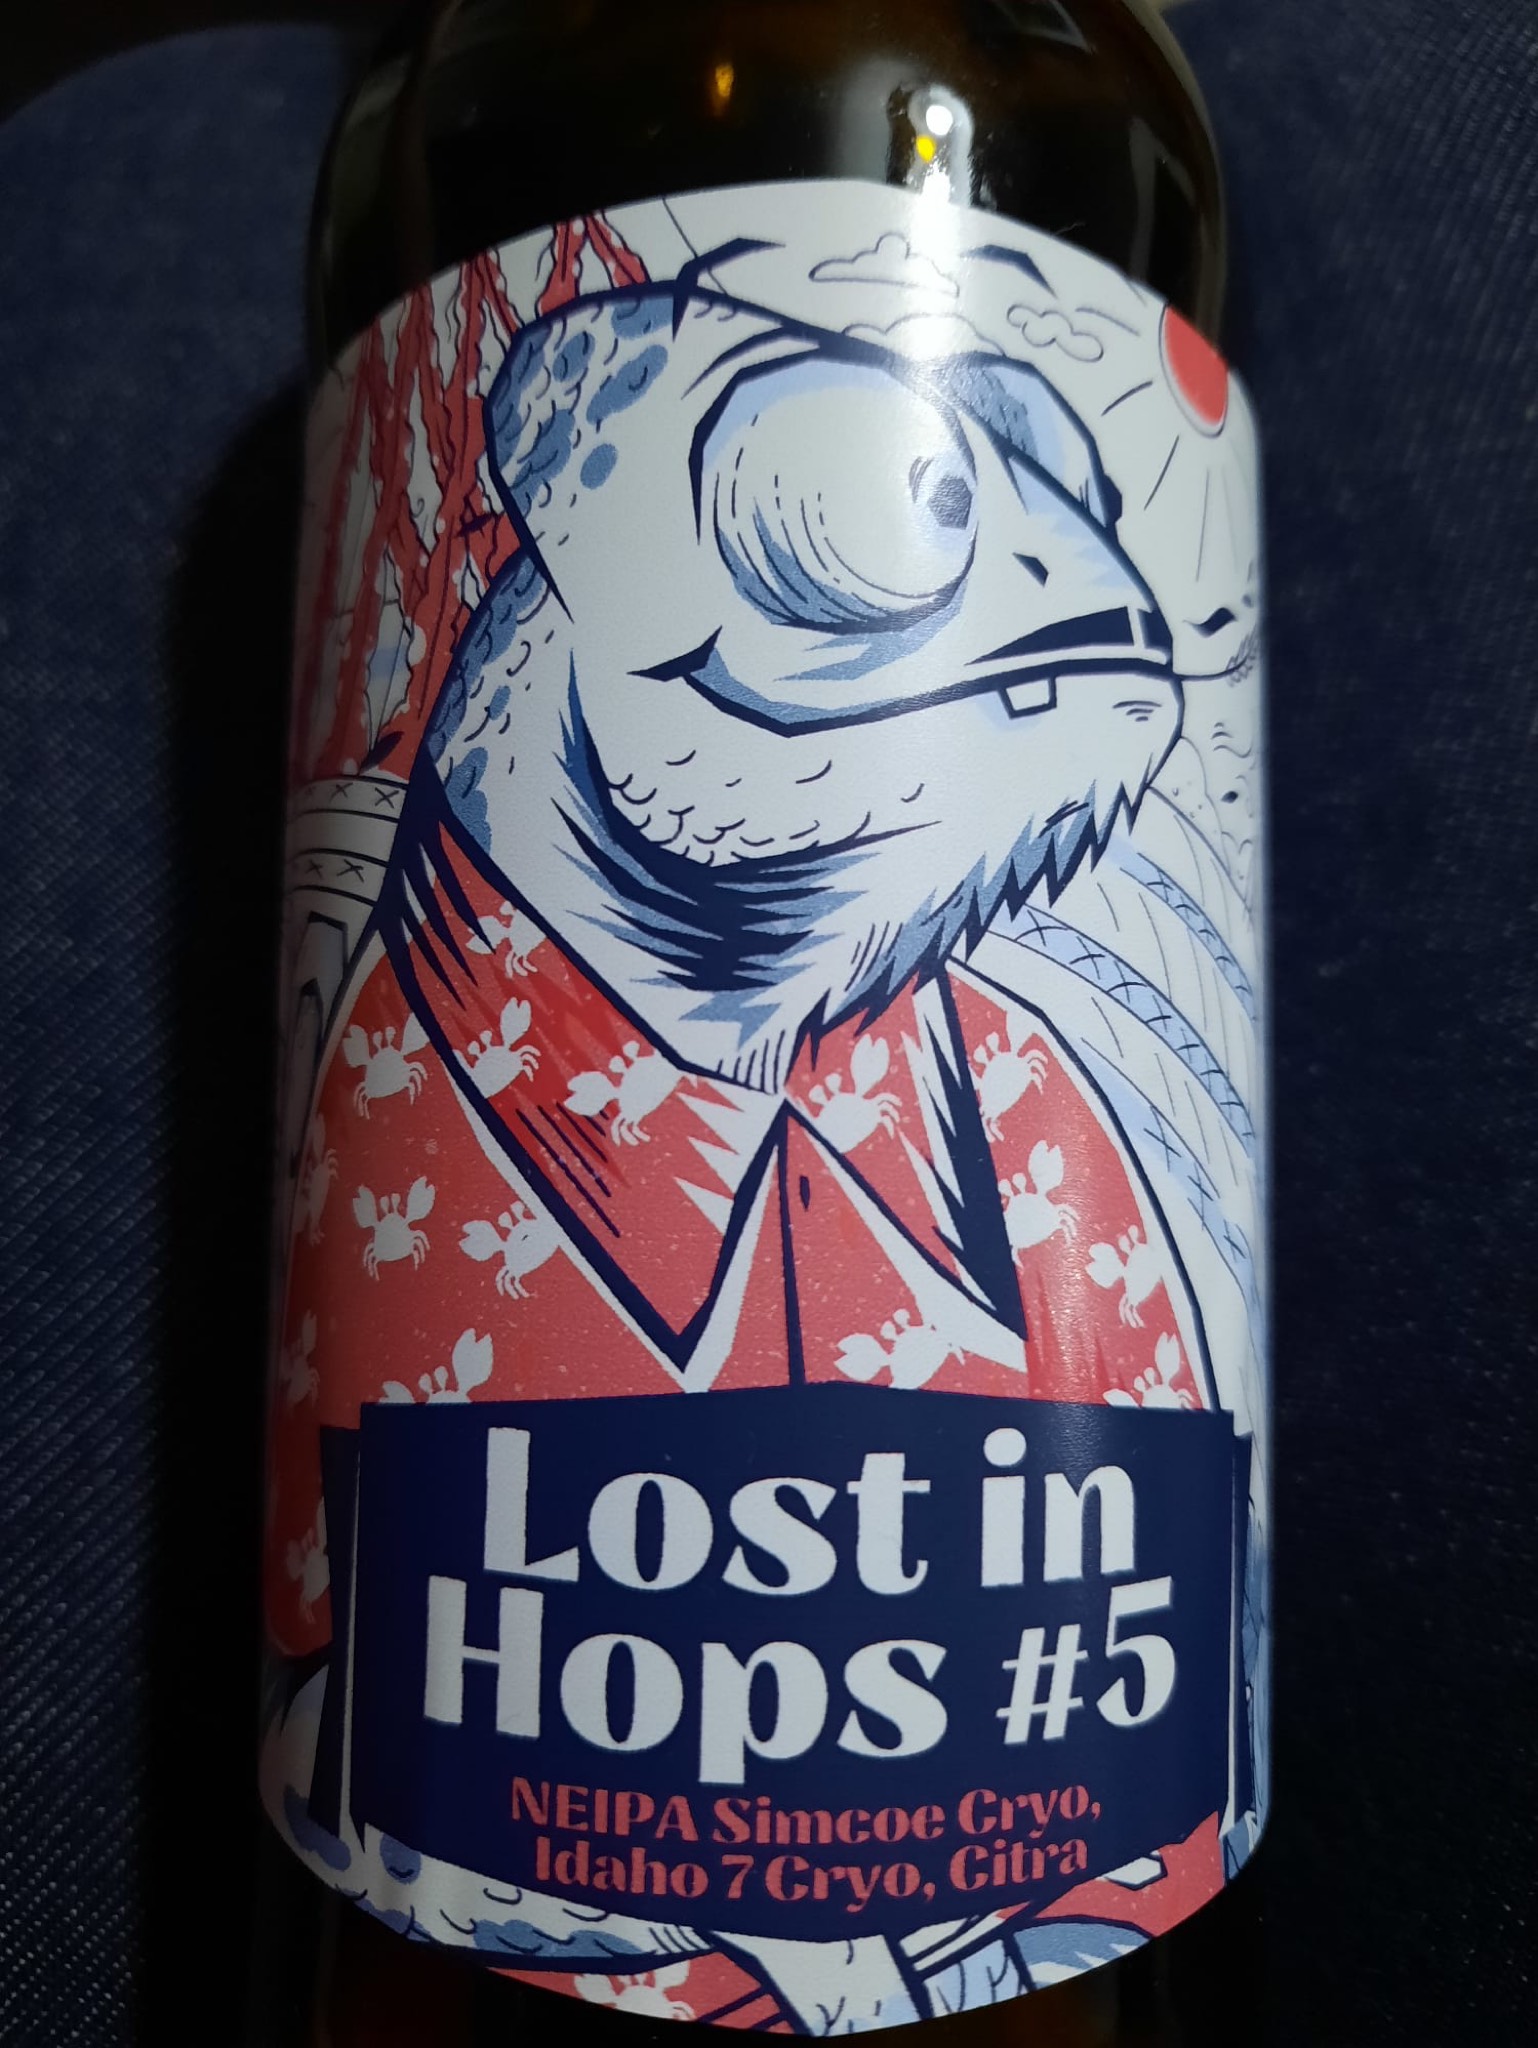 Lost in
Hops #5
NEIPA Simcoe Cryo,
Idaho 7 Cryo, Citra